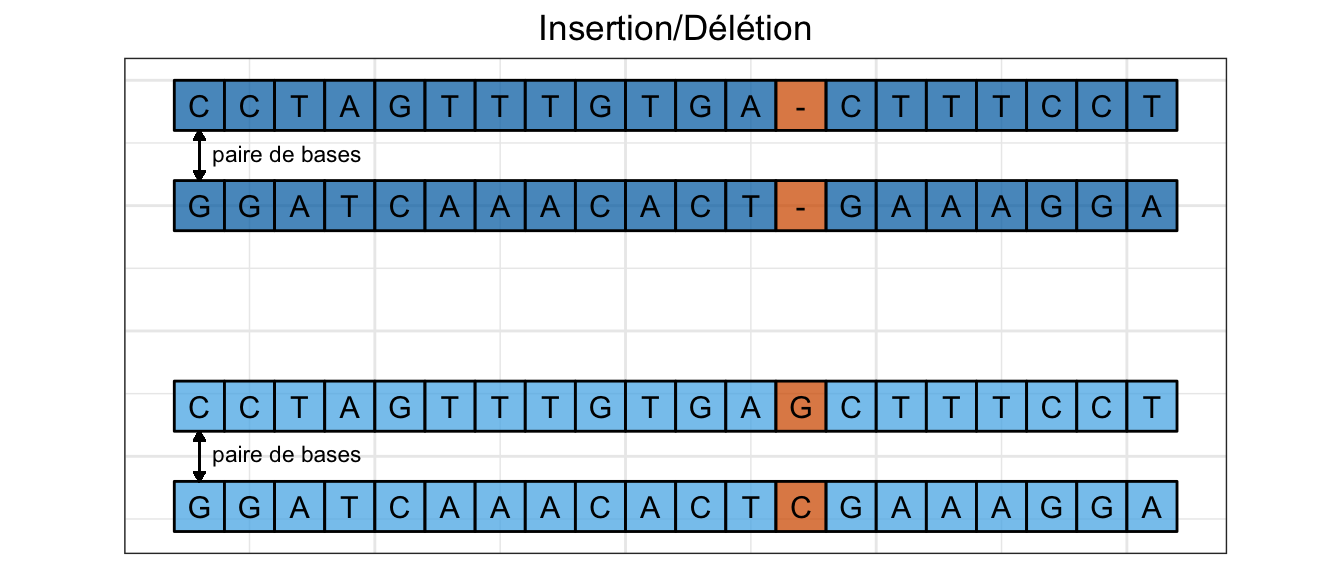 Insertion/Délétion
C C T A G T T T G T G A - C T T T C C T
paire de bases
G G A T C A A A C A C T - G A A A G G A
C C T A G T T T G T G A G C T T T C C T
paire de bases
G G A T C A A A C A C T C G A A A G G A